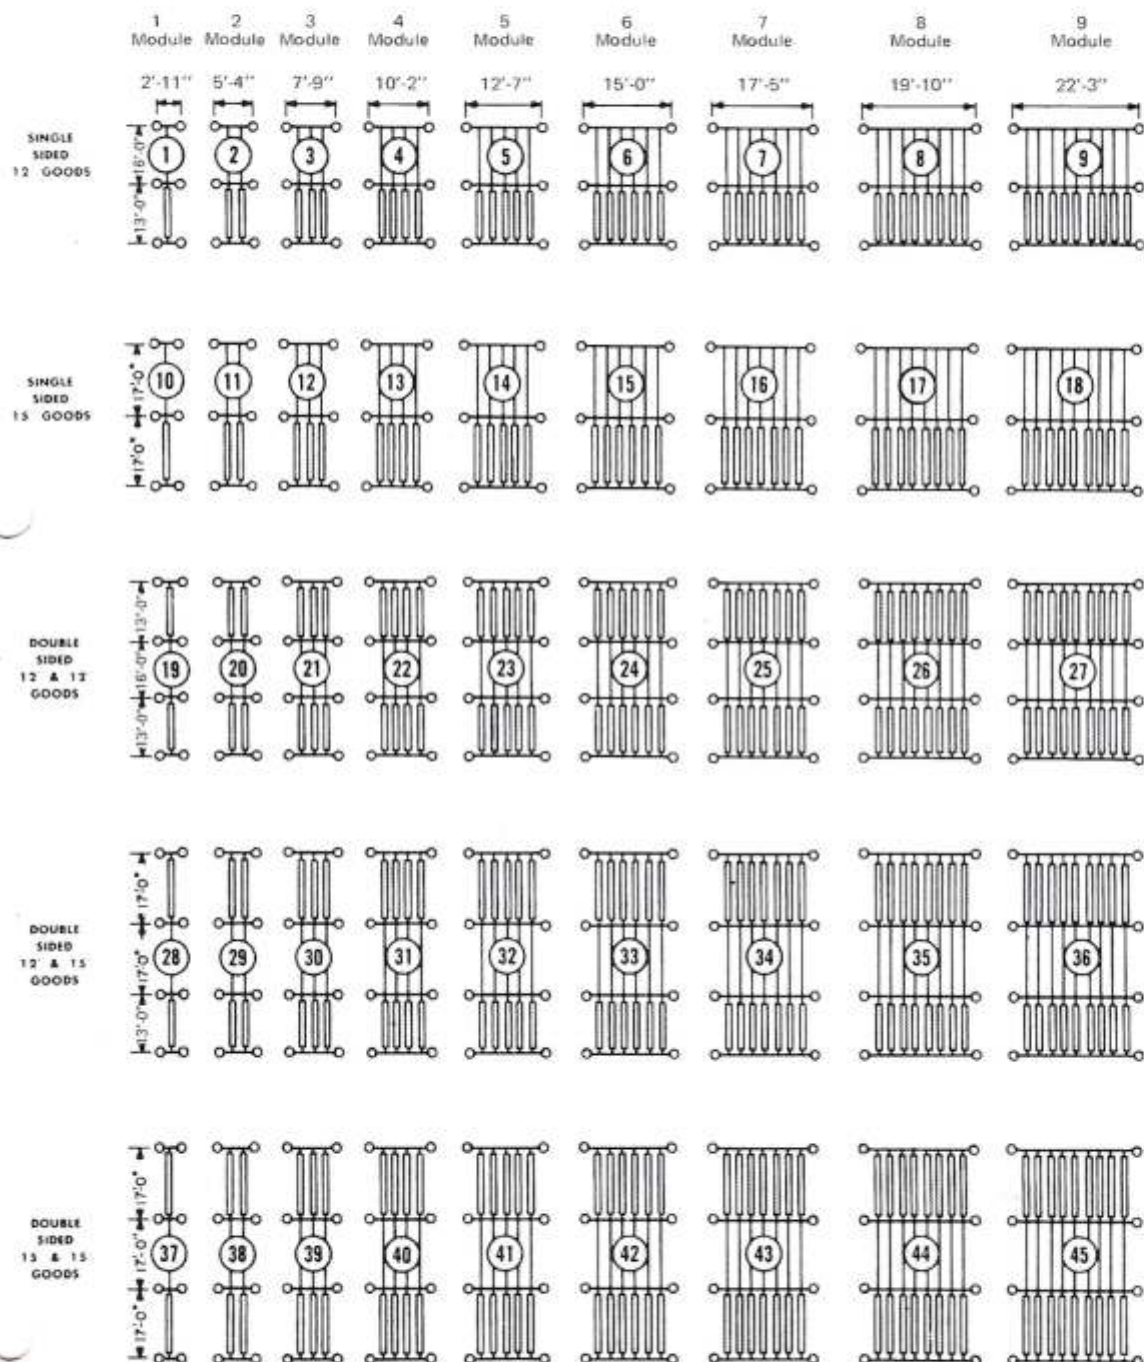 1 2 3 4 5 6 7 8 9
Module Module Module Module Module Module Module Module Module
2'-11" 5'-4" 7'-9" 10'-2" 12'-7" 15'-0" 17'-5" 19'-10" 22'-3"
SINGLE
SIDED
12' GOODS
16'-0"
13'-0"
1 2 3 4 5 6 7 8 9
SINGLE
SIDED
15' GOODS
17'-0"
17'0"
10 11 12 13 14 15 16 17 18
DOUBLE
SIDED
12' & 12'
GOODS
13'-0"
16'-0"
13'-0"
19 20 21 22 23 24 25 26 27
DOUBLE
SIDED
12' & 15
GOODS
17'-0"
17'-0"
13'-0"
28 29 30 31 32 33 34 35 36
DOUBLE
SIDED
15 & 15
GOODS
17'-0"
17'-0"
17'-0"
37 38 39 40 41 42 43 44 45